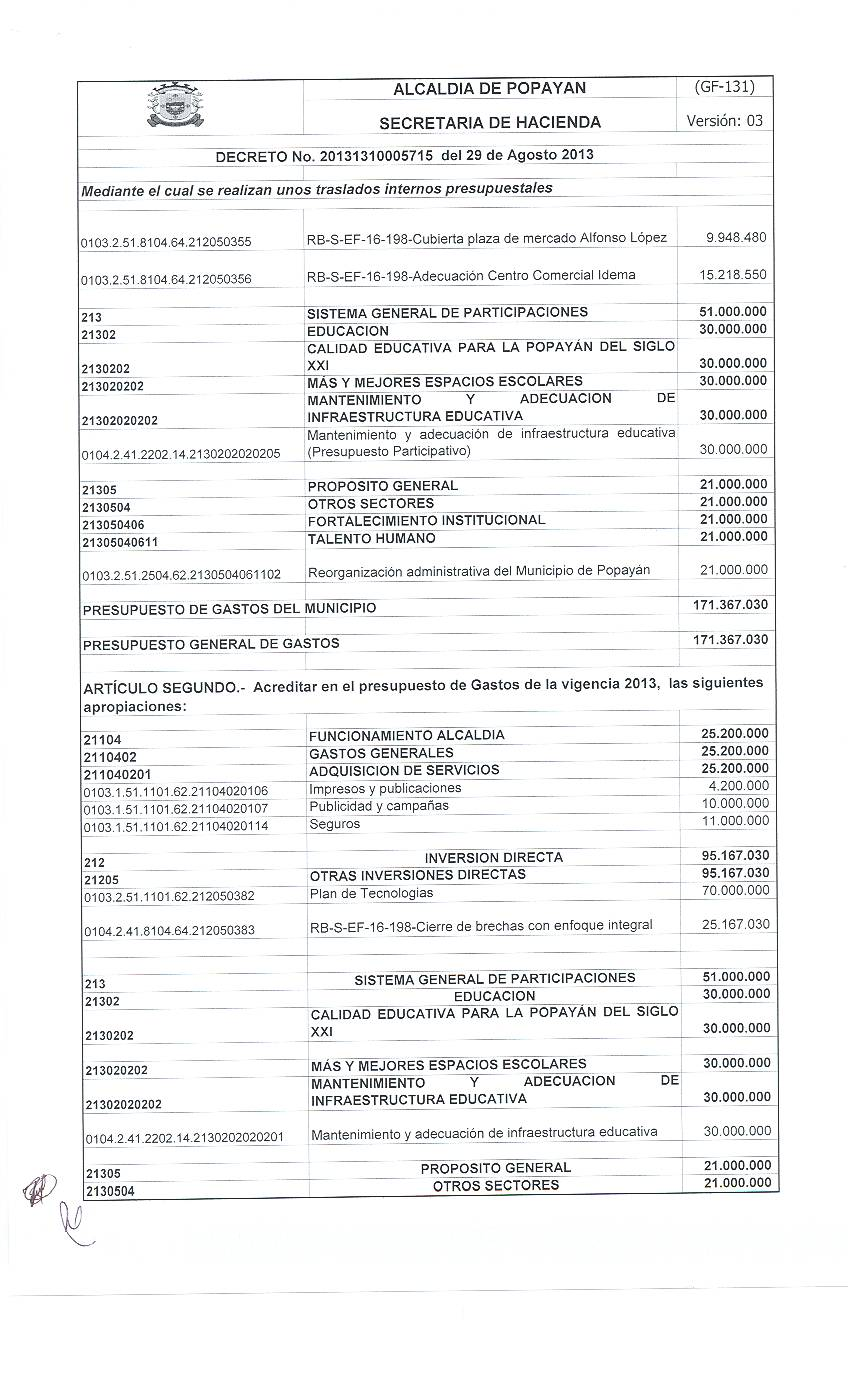 ALCALDIA DE POPAYAN (GF-131)
SECRETARIA DE HACIENDA Versión: 03
DECRETO No. 20131310005715 del 29 de Agosto 2013
Mediante el cual se realizan unos traslados internos presupuestales
0103.2.51.8104.64.212050355 RB-S-EF-16-198-Cubierta plaza de mercado Alfonso López 9.948.480
0103.2.51.8104.64.212050356 RB-S-EF-16-198-Adecuación Centro Comercial Idema 15.218.550
213 SISTEMA GENERAL DE PARTICIPACIONES 51.000.000
21302 EDUCACION 30.000.000
CALIDAD EDUCATIVA PARA LA POPAYÁN DEL SIGLO
2130202 XXI 30.000.000
213020202 MÁS Y MEJORES ESPACIOS ESCOLARES 30.000.000
MANTENIMIENTO Y ADECUACION DE
21302020202 INFRAESTRUCTURA EDUCATIVA 30.000.000
Mantenimiento y adecuación de infraestructura educativa
0104.2.41.2202.14.2130202020205 (Presupuesto Participativo) 30.000.000
21305 PROPOSITO GENERAL 21.000.000
2130504 OTROS SECTORES 21.000.000
213050406 FORTALECIMIENTO INSTITUCIONAL 21.000.000
21305040611 TALENTO HUMANO 21.000.000
0103.2.51.2504.62.2130504061102 Reorganización administrativa del Municipio de Popayán 21.000.000
PRESUPUESTO DE GASTOS DEL MUNICIPIO 171.367.030
PRESUPUESTO GENERAL DE GASTOS 171.367.030
ARTÍCULO SEGUNDO.- Acreditar en el presupuesto de Gastos de la vigencia 2013, las siguientes
apropiaciones:
21104 FUNCIONAMIENTO ALCALDIA 25.200.000
2110402 GASTOS GENERALES 25.200.000
211040201 ADQUISICION DE SERVICIOS 25.200.000
0103.1.51.1101.62.21104020106 Impresos y publicaciones 4.200.000
0103.1.51.1101.62.21104020107 Publicidad y campañas 10.000.000
0103.1.51.1101.62.21104020114 Seguros 11.000.000
212 INVERSION DIRECTA 95.167.030
21205 OTRAS INVERSIONES DIRECTAS 95.167.030
0103.2.51.1101.62.212050382 Plan de Tecnologias 70.000.000
0104.2.41.8104.64.212050383 RB-S-EF-16-198-Cierre de brechas con enfoque integral 25.167.030
213 SISTEMA GENERAL DE PARTICIPACIONES 51.000.000
21302 EDUCACION 30.000.000
CALIDAD EDUCATIVA PARA LA POPAYÁN DEL SIGLO
2130202 XXI 30.000.000
213020202 MÁS Y MEJORES ESPACIOS ESCOLARES 30.000.000
MANTENIMIENTO Y ADECUACION DE
21302020202 INFRAESTRUCTURA EDUCATIVA 30.000.000
0104.2.41.2202.14.2130202020201 Mantenimiento y adecuación de infraestructura educativa 30.000.000
21305 PROPOSITO GENERAL 21.000.000
2130504 OTROS SECTORES 21.000.000